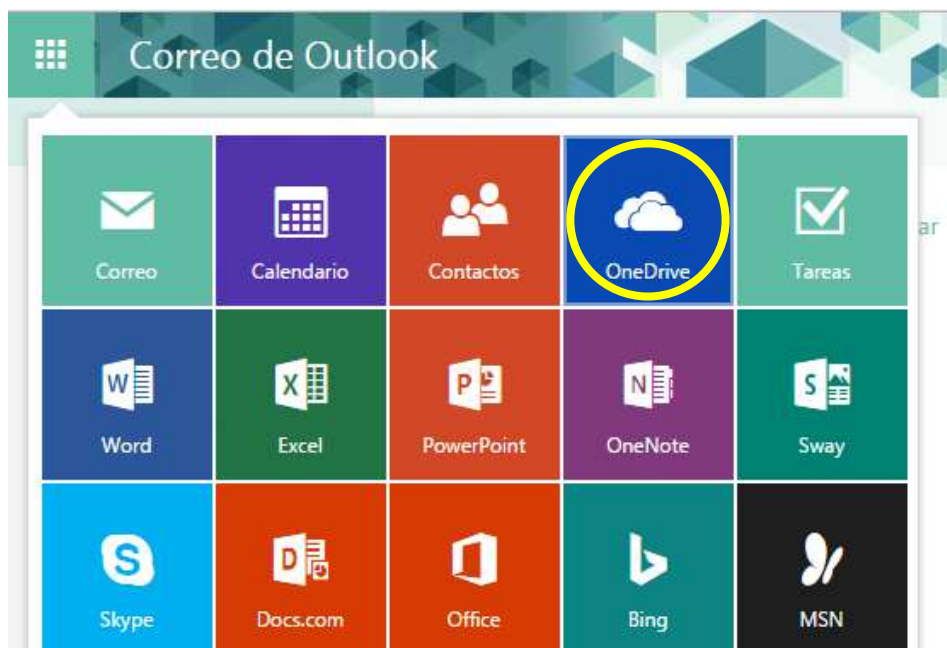 Correo de Outlook
ar
Correo Calendario Contactos OneDrive Tareas
Word Excel PowerPoint OneNote Sway
Skype Docs.com Office Bing MSN